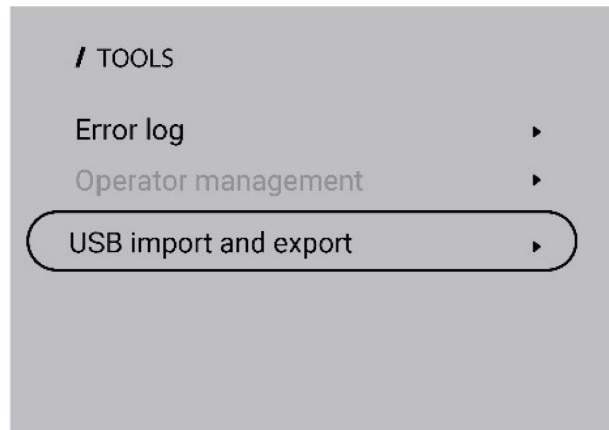 / TOOLS
Error log
Operator management
USB import and export